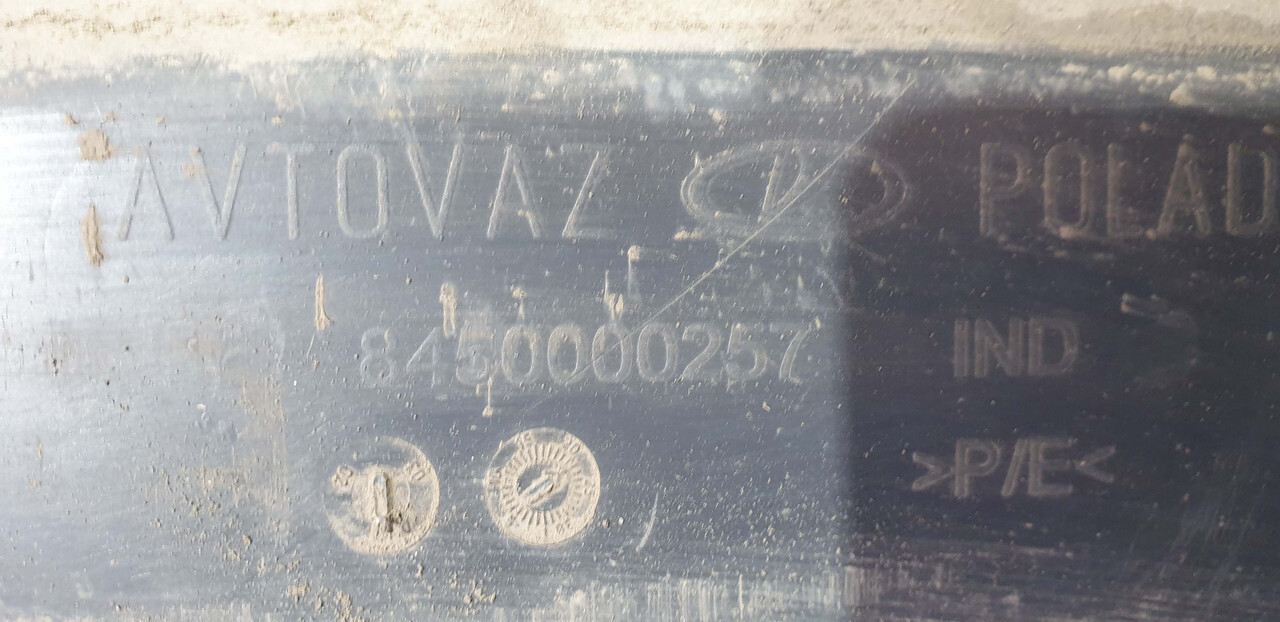 AVTOVAZ POLAD
8450000257 IND
>P/E<